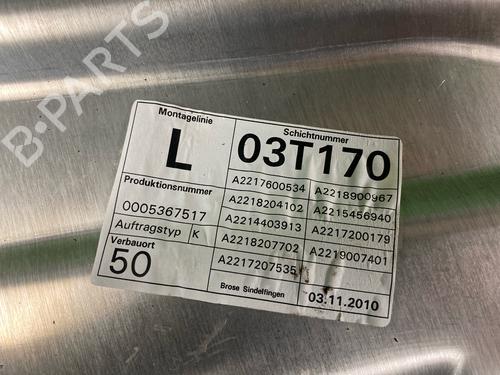 B-PARTS
Montagelinie
L
Schichtnummer
03T170
Produktionsnummer
0005367517
Auftragstyp K
Verbauort
50
A2217600534 A2218900967
A2218204102 A2215456940
A2214403913 A2217200179
A2218207702 A2219007401
A2217207535
Brose Sindelfingen 03.11.2010